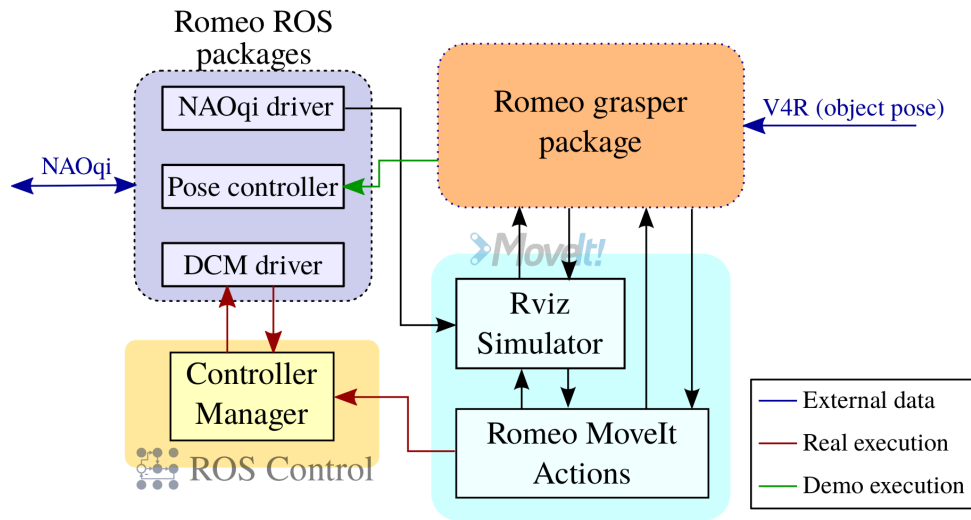 Romeo ROS
packages
NAOqi driver
Pose controller
DCM driver
NAOqi
Romeo grasper
package
V4R (object pose)
MoveIt!
Rviz
Simulator
Controller
Manager
ROS Control
Romeo MoveIt
Actions
External data
Real execution
Demo execution